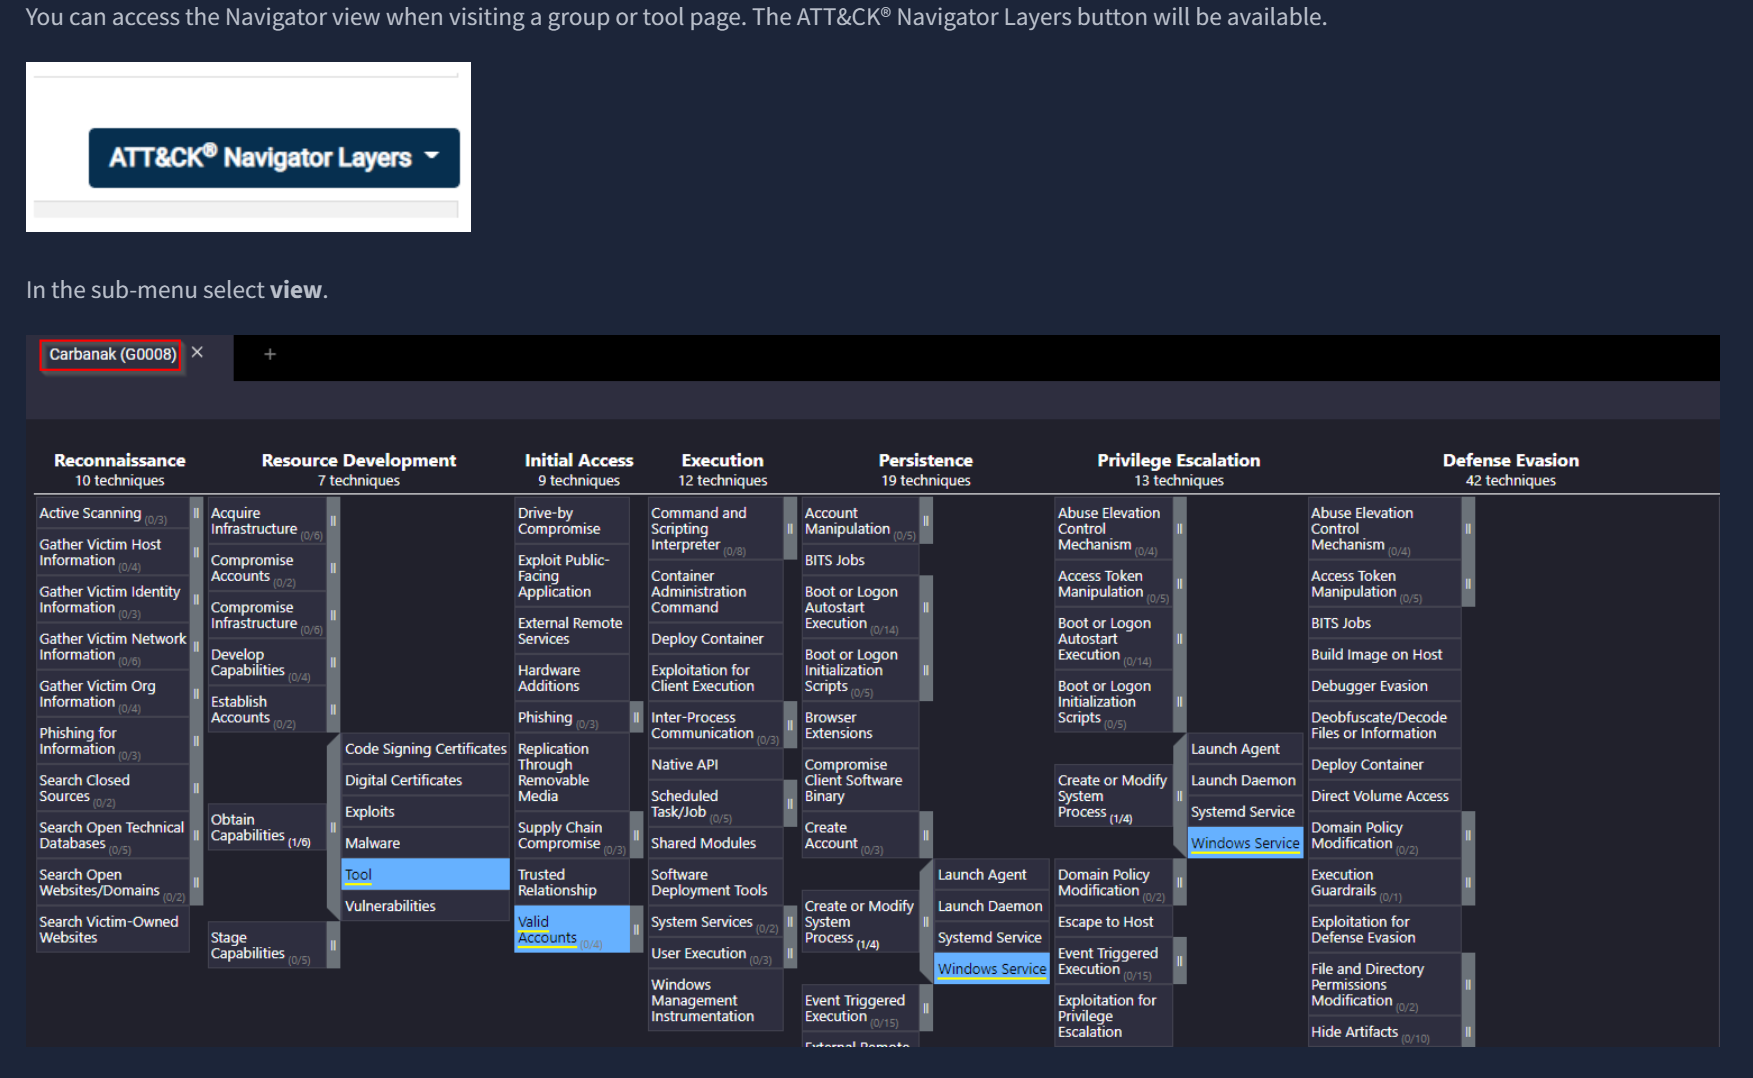 You can access the Navigator view when visiting a group or tool page. The ATT&CK® Navigator Layers button will be available.
ATT&CK® Navigator Layers
In the sub-menu select view.
Carbanak (G0008) × +
Reconnaissance
10 techniques
Active Scanning (0/3)
Gather Victim Host
Information (0/4)
Gather Victim Identity
Information (0/3)
Gather Victim Network
Information (0/6)
Gather Victim Org
Information (0/4)
Phishing for
Information (0/3)
Search Closed
Sources (0/2)
Search Open Technical
Databases (0/5)
Search Open
Websites/Domains (0/2)
Search Victim-Owned
Websites
Resource Development
7 techniques
Acquire
Infrastructure (0/6)
Compromise
Accounts (0/2)
Compromise
Infrastructure (0/6)
Develop
Capabilities (0/4)
Establish
Accounts (0/2)
Obtain
Capabilities (1/6)
Code Signing Certificates
Digital Certificates
Exploits
Malware
Tool
Vulnerabilities
Stage
Capabilities (0/5)
Initial Access
9 techniques
Drive-by
Compromise
Exploit Public-
Facing
Application
External Remote
Services
Hardware
Additions
Phishing (0/3)
Replication
Through
Removable
Media
Supply Chain
Compromise (0/3)
Trusted
Relationship
Valid
Accounts (0/4)
Execution
12 techniques
Command and
Scripting
Interpreter (0/8)
Container
Administration
Command
Deploy Container
Exploitation for
Client Execution
Inter-Process
Communication (0/3)
Native API
Scheduled
Task/Job (0/5)
Shared Modules
Software
Deployment Tools
System Services (0/2)
User Execution (0/3)
Windows
Management
Instrumentation
Persistence
19 techniques
Account
Manipulation (0/5)
BITS Jobs
Boot or Logon
Autostart
Execution (0/14)
Boot or Logon
Initialization
Scripts (0/5)
Browser
Extensions
Compromise
Client Software
Binary
Create
Account (0/3)
Create or Modify
System
Process (1/4)
Launch Agent
Launch Daemon
Systemd Service
Windows Service
Event Triggered
Execution (0/15)
External Remote
Privilege Escalation
13 techniques
Abuse Elevation
Control
Mechanism (0/4)
Access Token
Manipulation (0/5)
Boot or Logon
Autostart
Execution (0/14)
Boot or Logon
Initialization
Scripts (0/5)
Create or Modify
System
Process (1/4)
Launch Agent
Launch Daemon
Systemd Service
Windows Service
Domain Policy
Modification (0/2)
Escape to Host
Event Triggered
Execution (0/15)
Exploitation for
Privilege
Escalation
Defense Evasion
42 techniques
Abuse Elevation
Control
Mechanism (0/4)
Access Token
Manipulation (0/5)
BITS Jobs
Build Image on Host
Debugger Evasion
Deobfuscate/Decode
Files or Information
Deploy Container
Direct Volume Access
Domain Policy
Modification (0/2)
Execution
Guardrails (0/1)
Exploitation for
Defense Evasion
File and Directory
Permissions
Modification (0/2)
Hide Artifacts (0/10)